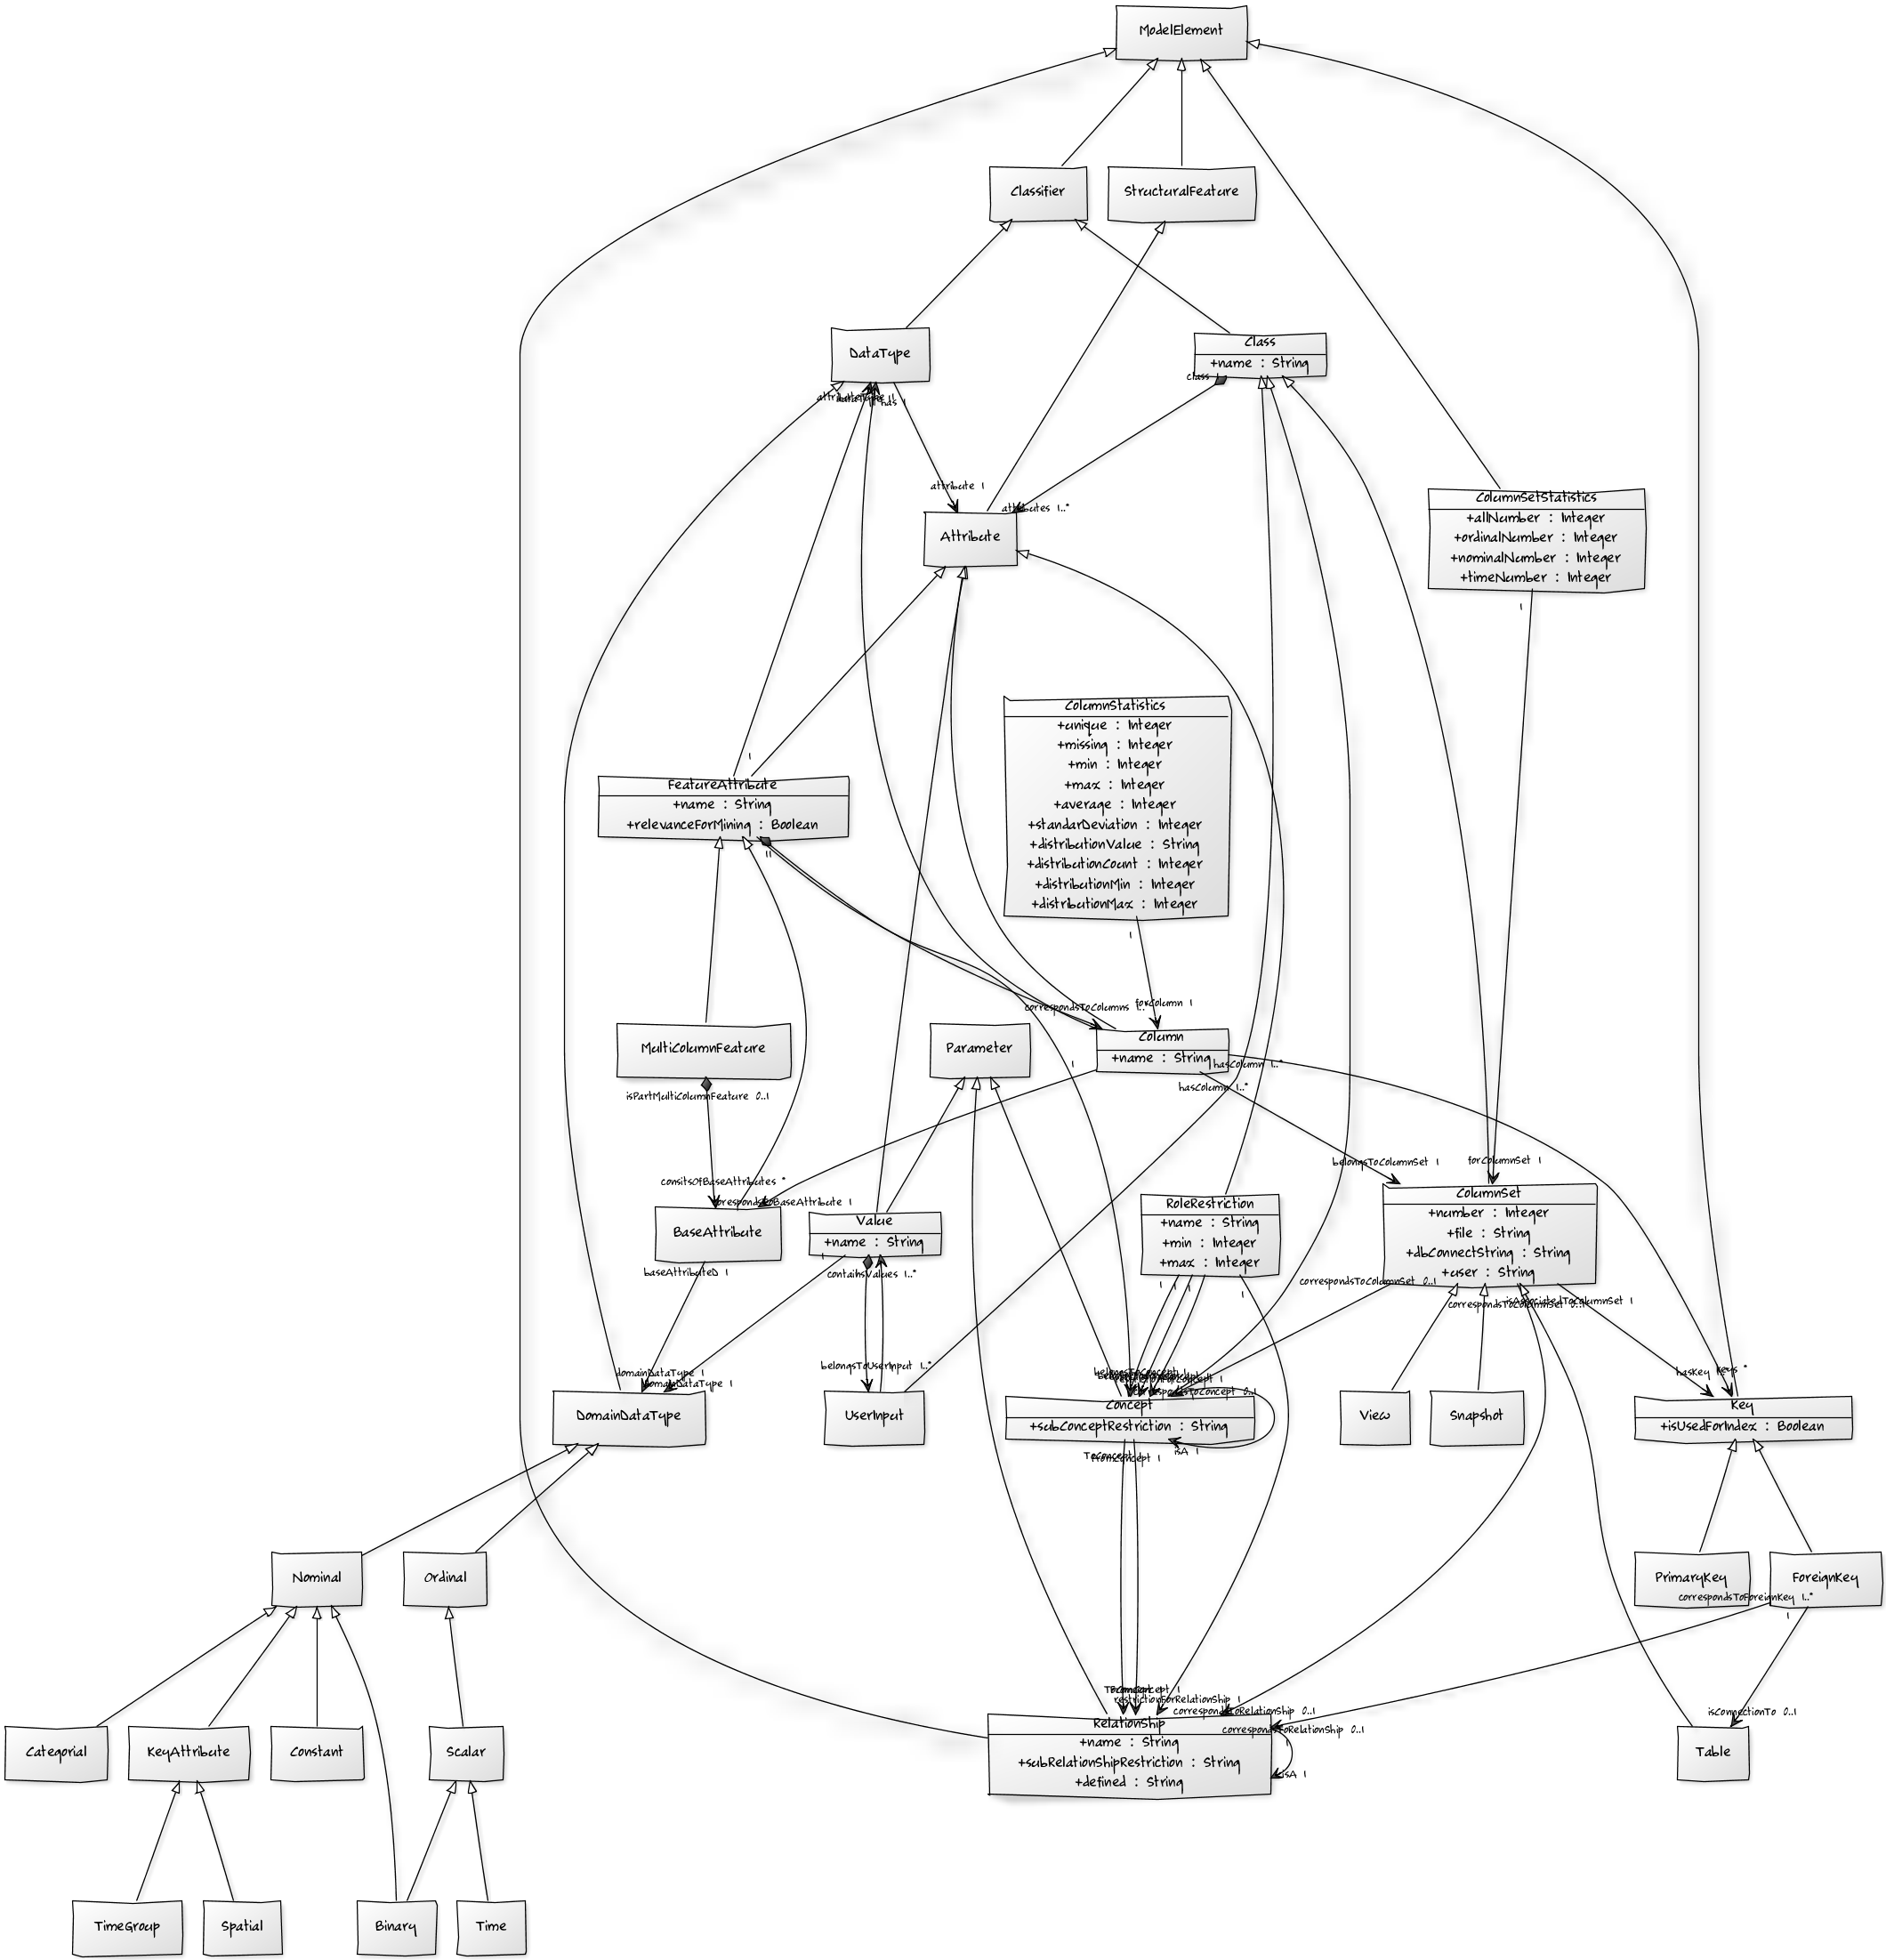 ModelElement
Classifier
StructuralFeature
DataType
Class
+name : String
class 1
has 1
attribute 1
attributes 1..*
Attribute
ColumnSetStatistics
+allNumber : Integer
+ordinalNumber : Integer
+nominalNumber : Integer
+timeNumber : Integer
1
ColumnStatistics
+unique : Integer
+missing : Integer
+min : Integer
+max : Integer
+average : Integer
+standarDeviation : Integer
+distributionValue : String
+distributionCount : Integer
+distributionMin : Integer
+distributionMax : Integer
1
1
FeatureAttribute
+name : String
+relevanceForMining : Boolean
correspondsToColumns 1..*
forColumn 1
MultiColumnFeature
Parameter
Column
+name : String
1
hasColumn 1..*
hasColumn 1..*
isPartMultiColumnFeature 0..1
belongsToColumnSet 1
forColumnSet 1
consitsOfBaseAttributes *
correspondsToBaseAttribute 1
BaseAttribute
Value
+name : String
RoleRestriction
+name : String
+min : Integer
+max : Integer
ColumnSet
+number : Integer
+file : String
+dbConnectString : String
+user : String
baseAttributeD 1
1
containsValues 1..*
1
1
1
1
correspondsToColumnSet 0..1
correspondsToColumnSet 0..1
isAssociatedToColumnSet 1
domainDataType 1
domainDataType 1
belongsToUserInput 1..*
correspondsToConcept 0..1
keys *
DomainDataType
UserInput
Concept
+subConceptRestriction : String
View
Snapshot
Key
+isUsedForIndex : Boolean
FromConcept 1
isA 1
Nominal
Ordinal
PrimaryKey
ForeignKey
correspondsToForeignKey 1..*
1
restrictionForRelationShip 1
correspondsToRelationShip 0..1
correspondsToRelationShip 0..1
isConnectionTo 0..1
Categorial
KeyAttribute
Constant
Scalar
RelationShip
+name : String
+subRelationShipRestriction : String
+defined : String
isA 1
Table
TimeGroup
Spatial
Binary
Time